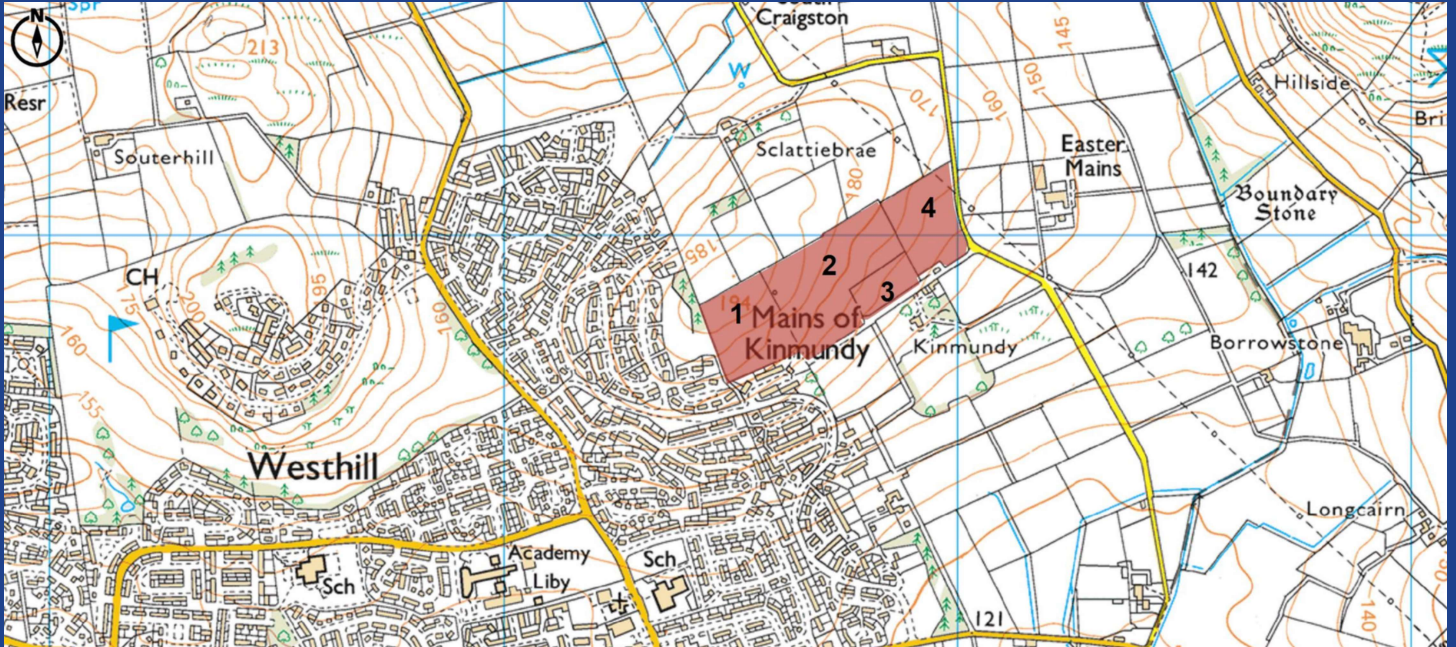 Spr
N
213
South
Craigston
145
W
150
Hillside
Resr
170
160
Bri
Souterhill
Sclattiebrae
Easter
Mains
180
Boundary
Stone
4
185
CH
175
200
195
2
142
160
194
1
3
160
Mains of
Kinmundy
Kinmundy
Borrowstone
155
Westhill
Longcairn
Academy
Liby
Sch
Sch
121
140